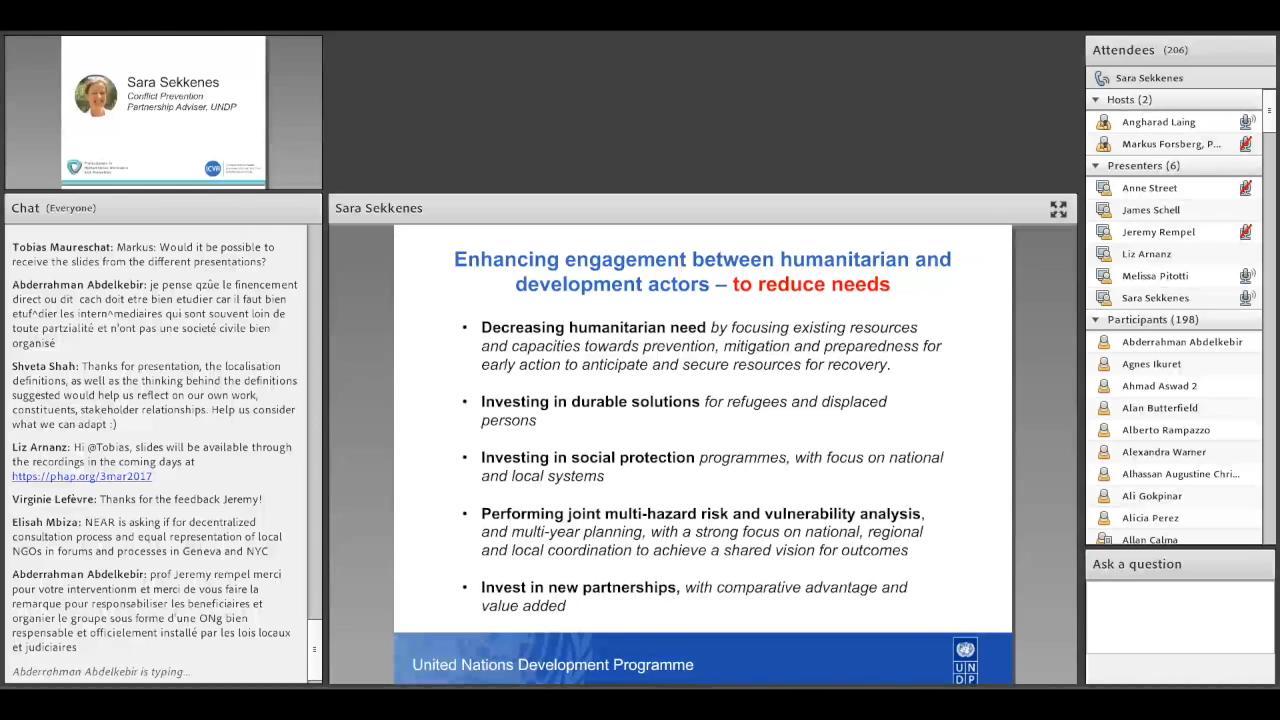 Sara Sekkenes
Conflict Prevention
Partnership Adviser, UNDP
ICVA
Chat (Everyone)
Tobias Maureschat: Markus: Would it be possible to
receive the slides from the different presentations?
Abderrahman Abdelkebir: je pense qzûe le financement
direct ou dit cach doit etre bien etudier car il faut bien
etuf^dier les intern^mediaires qui sont souvent loin de
toute partzialité et n'ont pas une societé civile bien
organisé
Shveta Shah: Thanks for presentation, the localisation
definitions, as well as the thinking behind the definitions
suggested would help us reflect on our own work,
constituents, stakeholder relationships. Help us consider
what we can adapt :)
Liz Arnanz: Hi @Tobias, slides will be available through
the recordings in the coming days at
https://phap.org/3mar2017
Virginie Lefèvre: Thanks for the feedback Jeremy!
Elisah Mbiza: NEAR is asking if for decentralized
consultation process and equal representation of local
NGOs in forums and processes in Geneva and NYC
Abderrahman Abdelkebir: prof Jeremy rempel merci
pour votre interventionm et merci de vous faire la
remarque pour responsabiliser les beneficiaires et
organier le groupe sous forme d'une ONg bien
responsable et officielement installé par les lois locaux
et judiciaires
Abderrahman Abdelkebir is typing...
Sara Sekkenes
Enhancing engagement between humanitarian and
development actors – to reduce needs
• Decreasing humanitarian need by focusing existing resources
and capacities towards prevention, mitigation and preparedness for
early action to anticipate and secure resources for recovery.
• Investing in durable solutions for refugees and displaced
persons
• Investing in social protection programmes, with focus on national
and local systems
• Performing joint multi-hazard risk and vulnerability analysis,
and multi-year planning, with a strong focus on national, regional
and local coordination to achieve a shared vision for outcomes
• Invest in new partnerships, with comparative advantage and
value added
United Nations Development Programme
UN
DP
Attendees (206)
Sara Sekkenes
Hosts (2)
Angharad Laing
Markus Forsberg, P...
Presenters (6)
Anne Street
James Schell
Jeremy Rempel
Liz Arnanz
Melissa Pitotti
Sara Sekkenes
Participants (198)
Abderrahman Abdelkebir
Agnes Ikuret
Ahmad Aswad 2
Alan Butterfield
Alberto Rampazzo
Alexandra Warner
Alhassan Augustine Chri...
Ali Gokpinar
Alicia Perez
Allan Calma
Ask a question